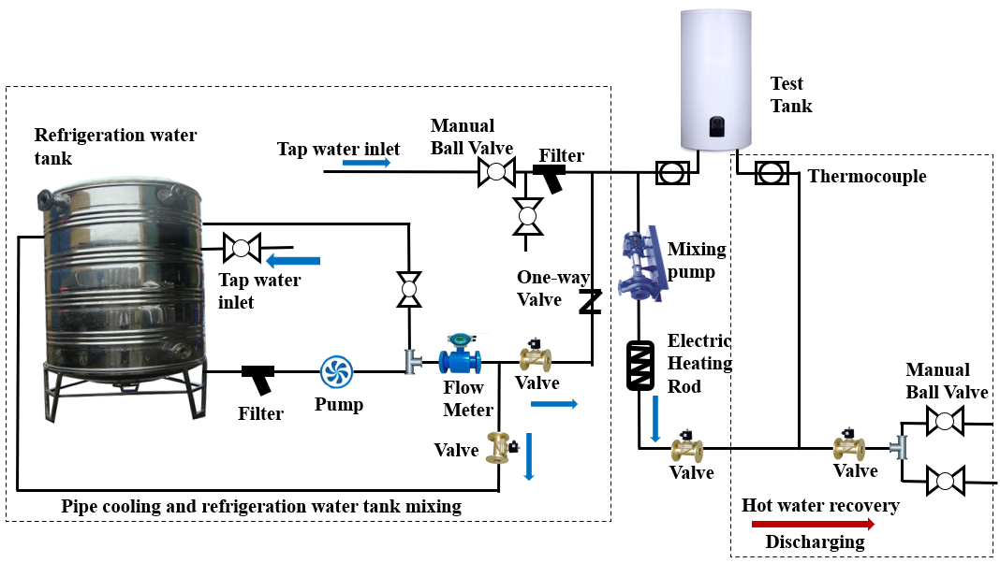 Test
Tank
Refrigeration water
tank
Manual
Ball Valve
Tap water inlet
Filter
Thermocouple
Mixing
pump
One-way
Valve
Tap water
inlet
Electric
Heating
Rod
Manual
Ball Valve
Flow
Meter
Valve
Pump
Filter
Valve
Valve
Valve
Pipe cooling and refrigeration water tank mixing
Hot water recovery
Discharging